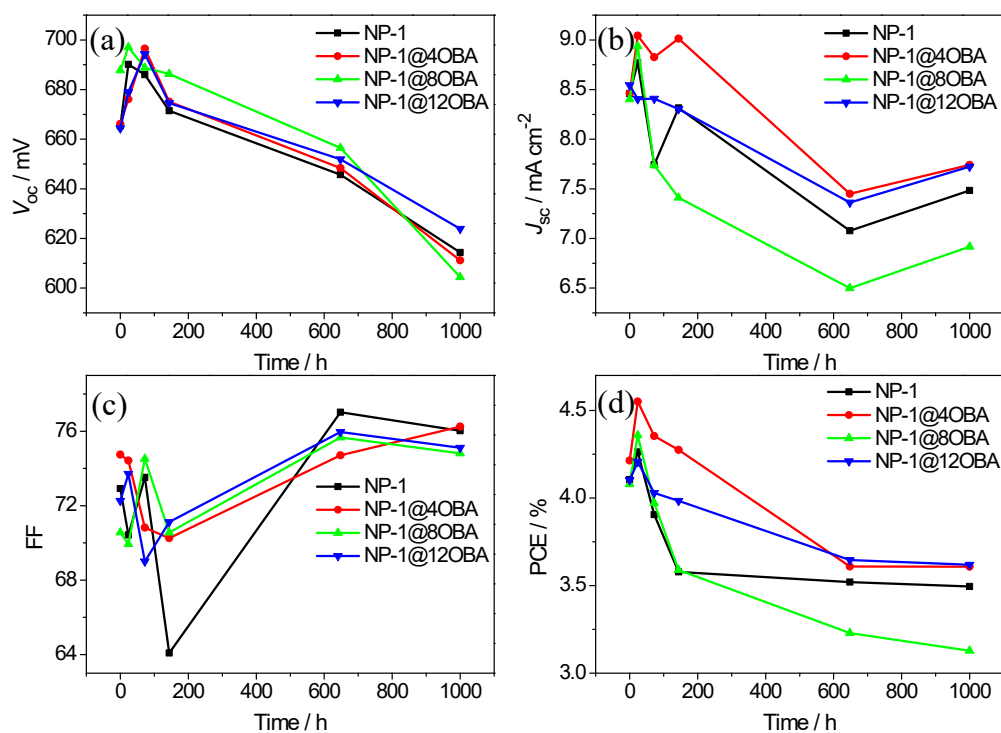 (a)
NP-1
NP-1@4OBA
NP-1@8OBA
NP-1@12OBA
700
680
660
640
620
600
Voc / mV
0 200 400 600 800 1000
Time / h
(b)
NP-1
NP-1@4OBA
NP-1@8OBA
NP-1@12OBA
9.0
8.5
8.0
7.5
7.0
6.5
Jsc / mA cm-2
0 200 400 600 800 1000
Time / h
(c)
NP-1
NP-1@4OBA
NP-1@8OBA
NP-1@12OBA
76
72
68
64
FF
0 200 400 600 800 1000
Time / h
(d)
NP-1
NP-1@4OBA
NP-1@8OBA
NP-1@12OBA
4.5
4.0
3.5
3.0
PCE / %
0 200 400 600 800 1000
Time / h